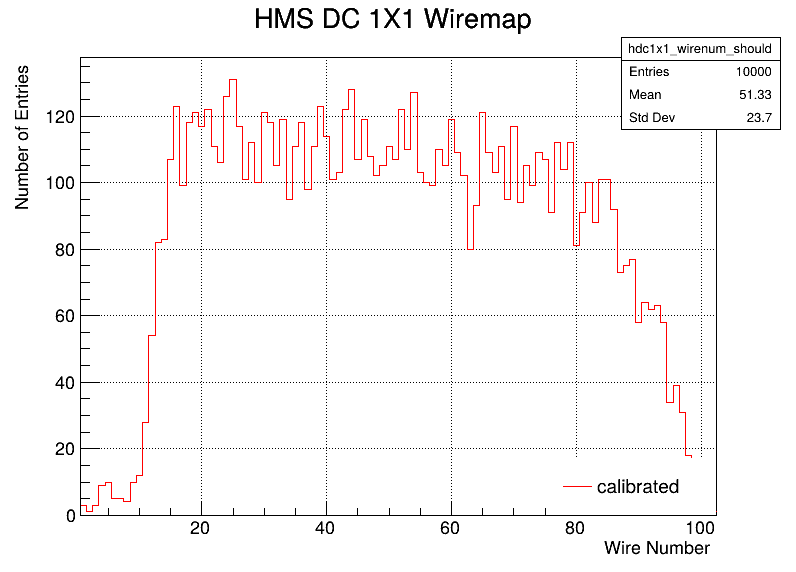 HMS DC 1X1 Wiremap
hdc1x1_wirenum_should
Entries 10000
Mean 51.33
Std Dev 23.7
Number of Entries
120
100
80
60
40
20
0
20 40 60 80 100
Wire Number
calibrated